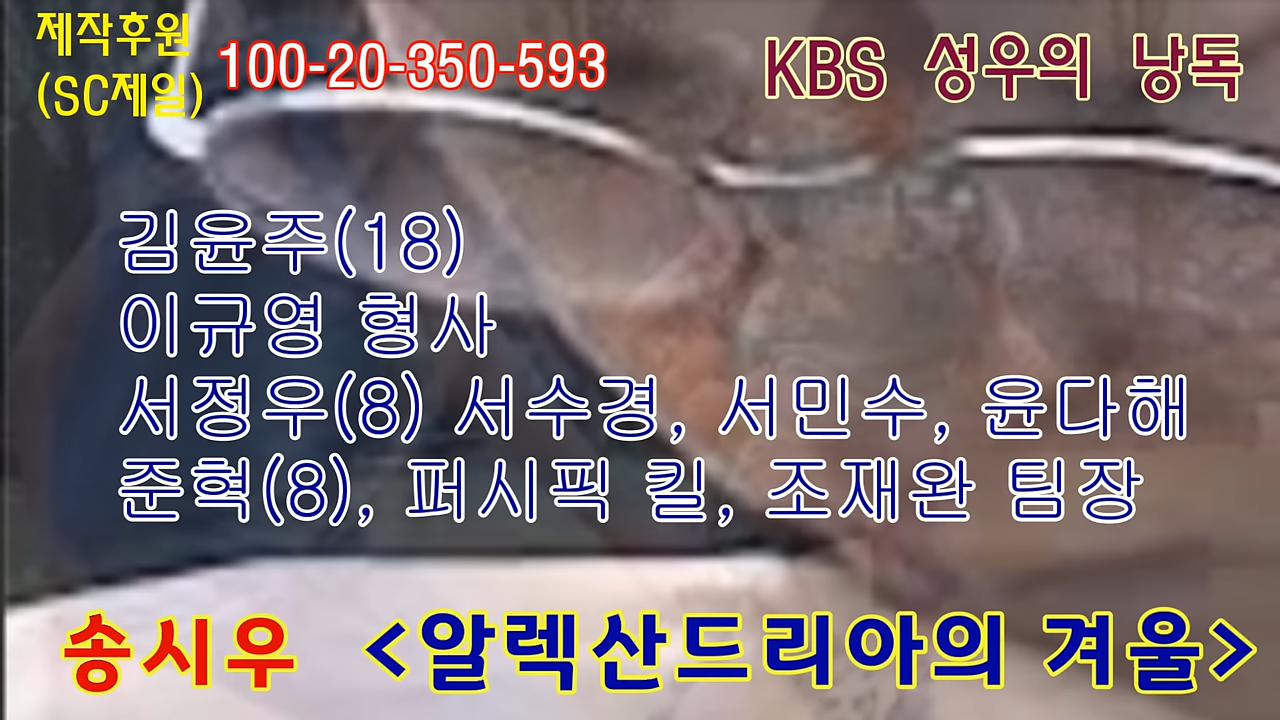 제작후원
(SC제일)
100-20-350-593
KBS 성우의 낭독
김윤주(18)
이규영 형사
서정우(8) 서수경, 서민수, 윤다해
준혁(8), 퍼시픽 킬, 조재완 팀장
송시우 <알렉산드리아의 겨울>